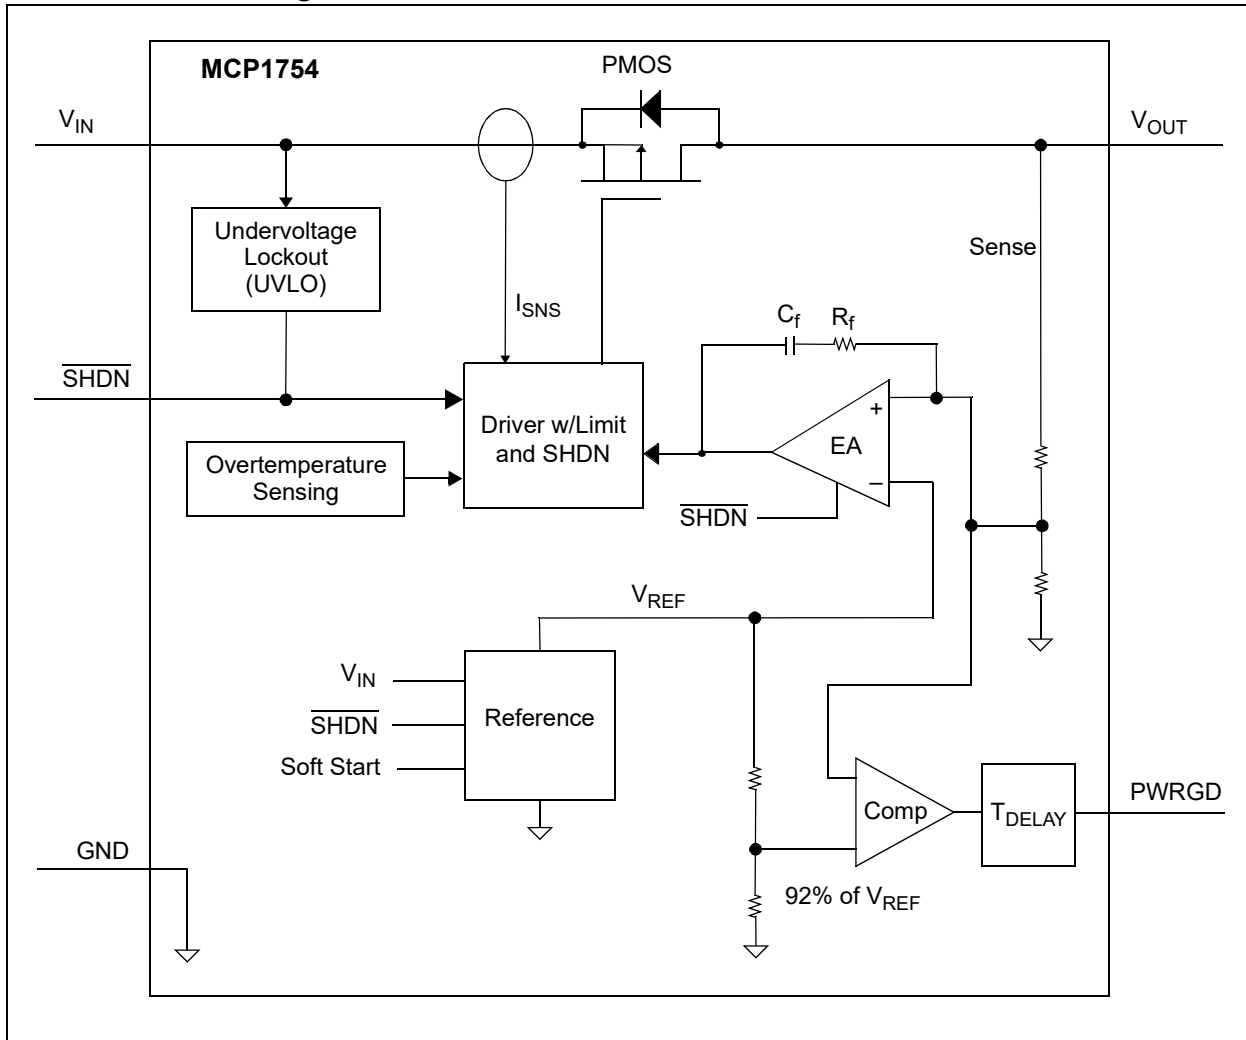 MCP1754
PMOS
V_IN
V_OUT
Undervoltage
Lockout
(UVLO)
Sense
I_SNS
C_f
R_f
SHDN
+
Driver w/Limit
and SHDN
EA
Overtemperature
Sensing
–
SHDN
V_REF
V_IN
SHDN
Reference
Soft Start
Comp
T_DELAY
PWRGD
GND
92% of V_REF